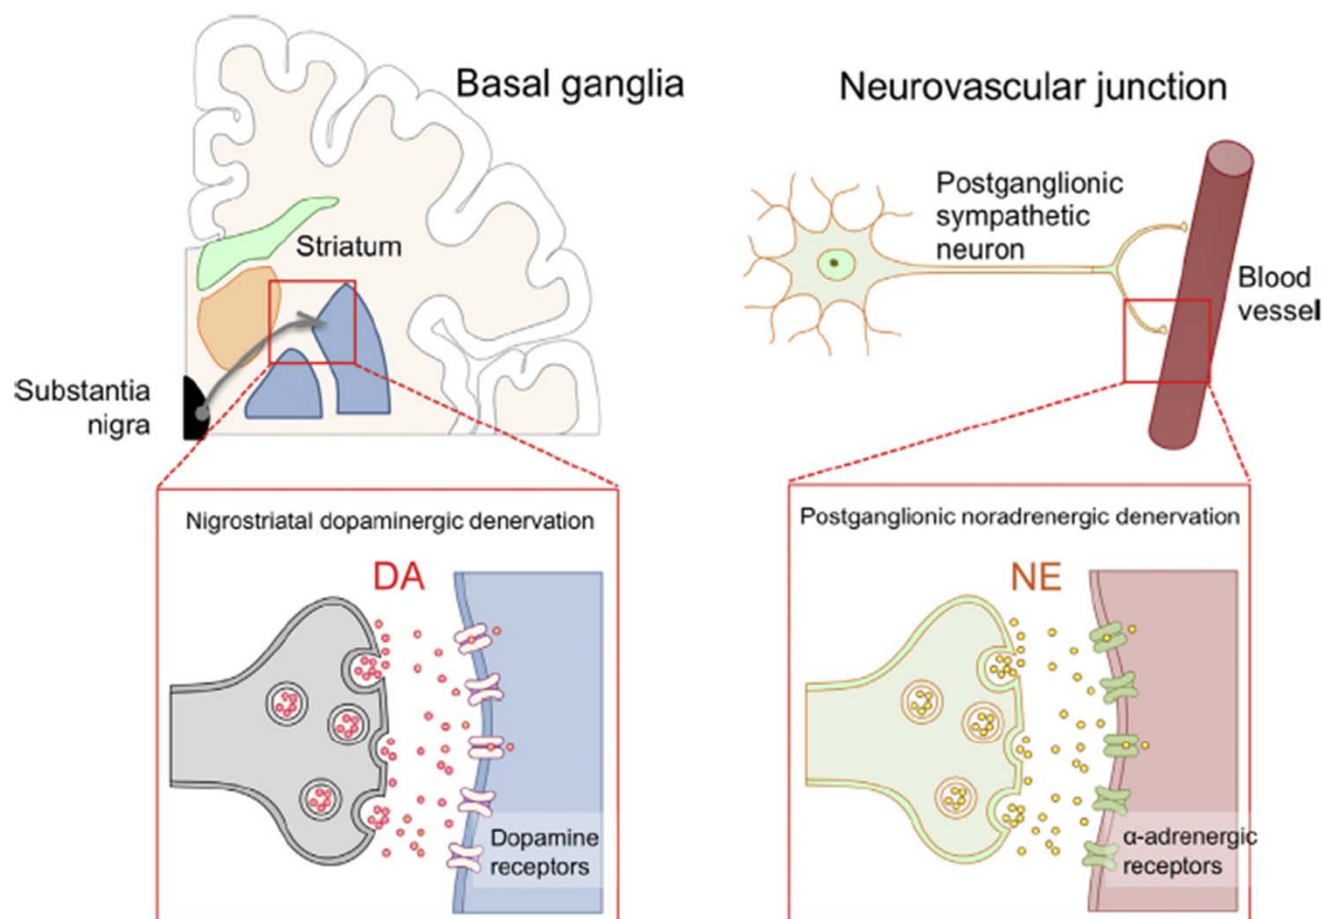 Basal ganglia
Striatum
Substantia
nigra
Nigrostriatal dopaminergic denervation
DA
Dopamine
receptors
Neurovascular junction
Postganglionic
sympathetic
neuron
Blood
vessel
Postganglionic noradrenergic denervation
NE
α-adrenergic
receptors